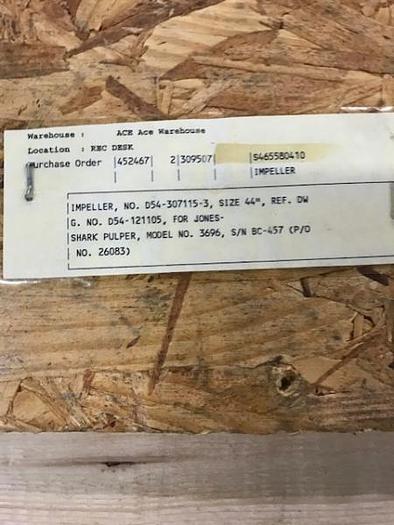 Warehouse : ACE Ace Warehouse
Location : REC DESK
Purchase Order |452467| 2|309507| |S465580410
|IMPELLER
IMPELLER, NO. D54-307115-3, SIZE 44", REF. DW
G. NO. D54-121105, FOR JONES-
SHARK PULPER, MODEL NO. 3696, S/N BC-457 (P/O
NO. 26083)